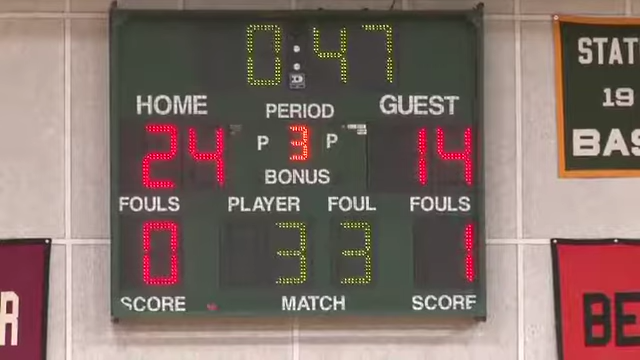 0:47
HOME PERIOD GUEST
24 P 3 P 14
BONUS
FOULS PLAYER FOUL FOULS
0 3 3 1
SCORE MATCH SCORE
STAT
19
BAS
R
BE